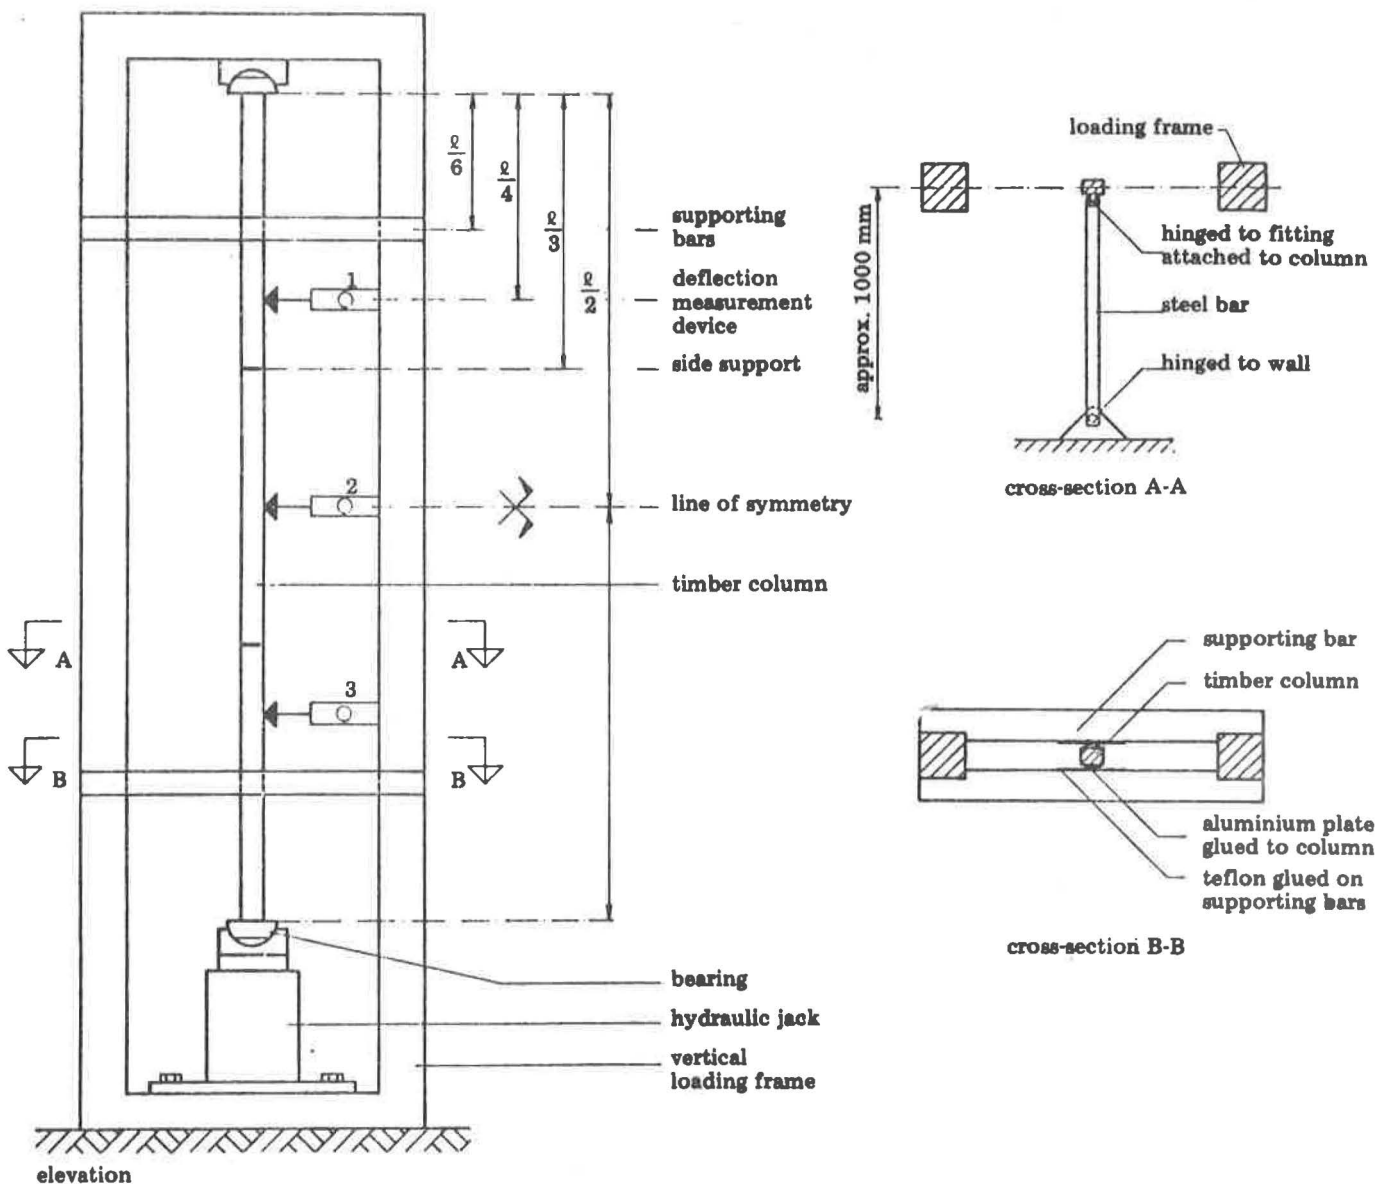 ℓ/6
ℓ/4
ℓ/3
ℓ/2
supporting
bars
1
deflection
measurement
device
side support
2
line of symmetry
timber column
A
A
3
B
B
bearing
hydraulic jack
vertical
loading frame
elevation
loading frame
approx. 1000 mm
hinged to fitting
attached to column
steel bar
hinged to wall
cross-section A-A
supporting bar
timber column
aluminium plate
glued to column
teflon glued on
supporting bars
cross-section B-B